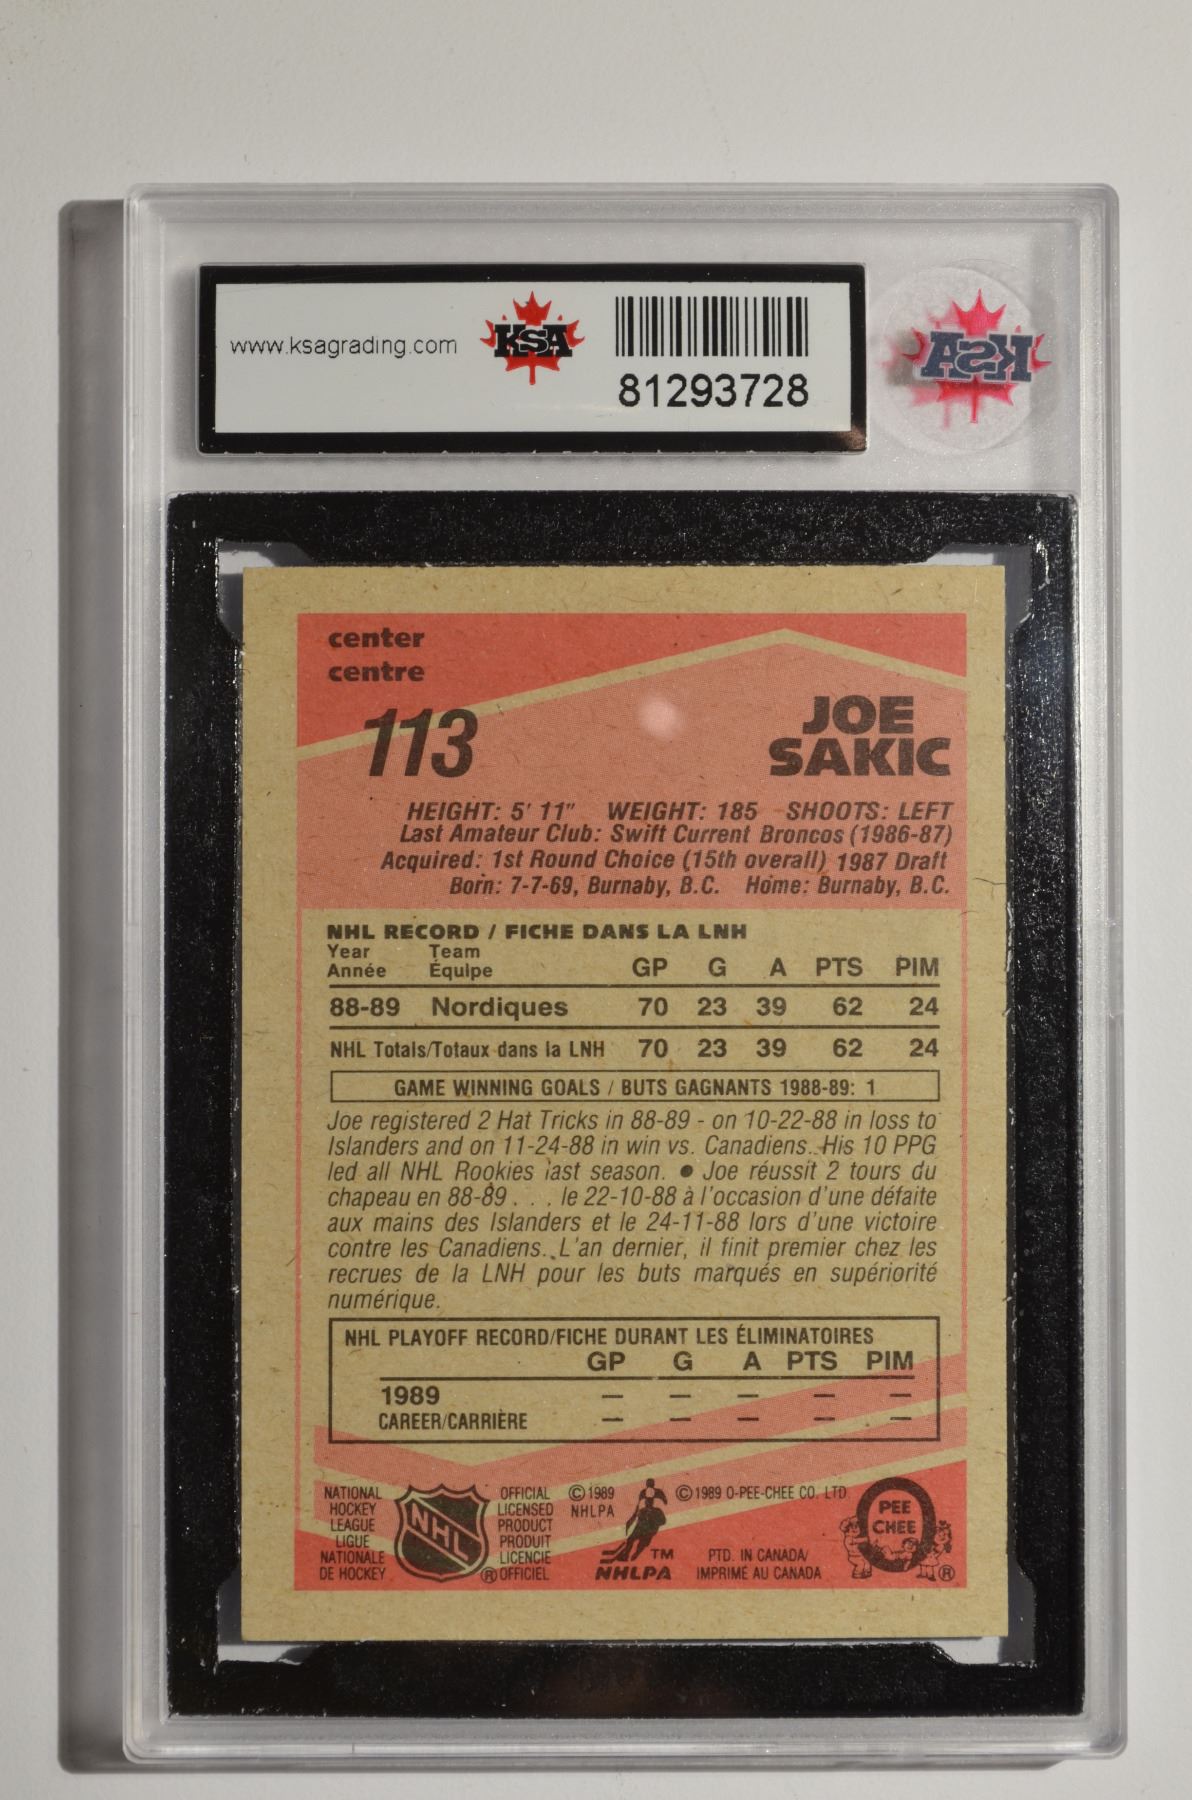 www.ksagrading.com
KSA
81293728
KSA
center
centre
113
JOE
SAKIC
HEIGHT: 5' 11" WEIGHT: 185 SHOOTS: LEFT
Last Amateur Club: Swift Current Broncos (1986-87)
Acquired: 1st Round Choice (15th overall) 1987 Draft
Born: 7-7-69, Burnaby, B.C. Home: Burnaby, B.C.
NHL RECORD / FICHE DANS LA LNH
Year Team
Année Équipe GP G A PTS PIM
88-89 Nordiques 70 23 39 62 24
NHL Totals/Totaux dans la LNH 70 23 39 62 24
GAME WINNING GOALS / BUTS GAGNANTS 1988-89: 1
Joe registered 2 Hat Tricks in 88-89 - on 10-22-88 in loss to
Islanders and on 11-24-88 in win vs. Canadiens. His 10 PPG
led all NHL Rookies last season. ● Joe réussit 2 tours du
chapeau en 88-89 . . . le 22-10-88 à l'occasion d'une défaite
aux mains des Islanders et le 24-11-88 lors d'une victoire
contre les Canadiens. L'an dernier, il finit premier chez les
recrues de la LNH pour les buts marqués en supériorité
numérique.
NHL PLAYOFF RECORD/FICHE DURANT LES ÉLIMINATOIRES
GP G A PTS PIM
1989 — — — — —
CAREER/CARRIÈRE — — — — —
NATIONAL
HOCKEY
LEAGUE
LIGUE
NATIONALE
DE HOCKEY
NHL
®
OFFICIAL
LICENSED
PRODUCT
PRODUIT
LICENCIE
OFFICIEL
© 1989
NHLPA
TM
NHLPA
© 1989 O-PEE-CHEE CO. LTD.
PTD. IN CANADA/
IMPRIMÉ AU CANADA
PEE
CHEE
®